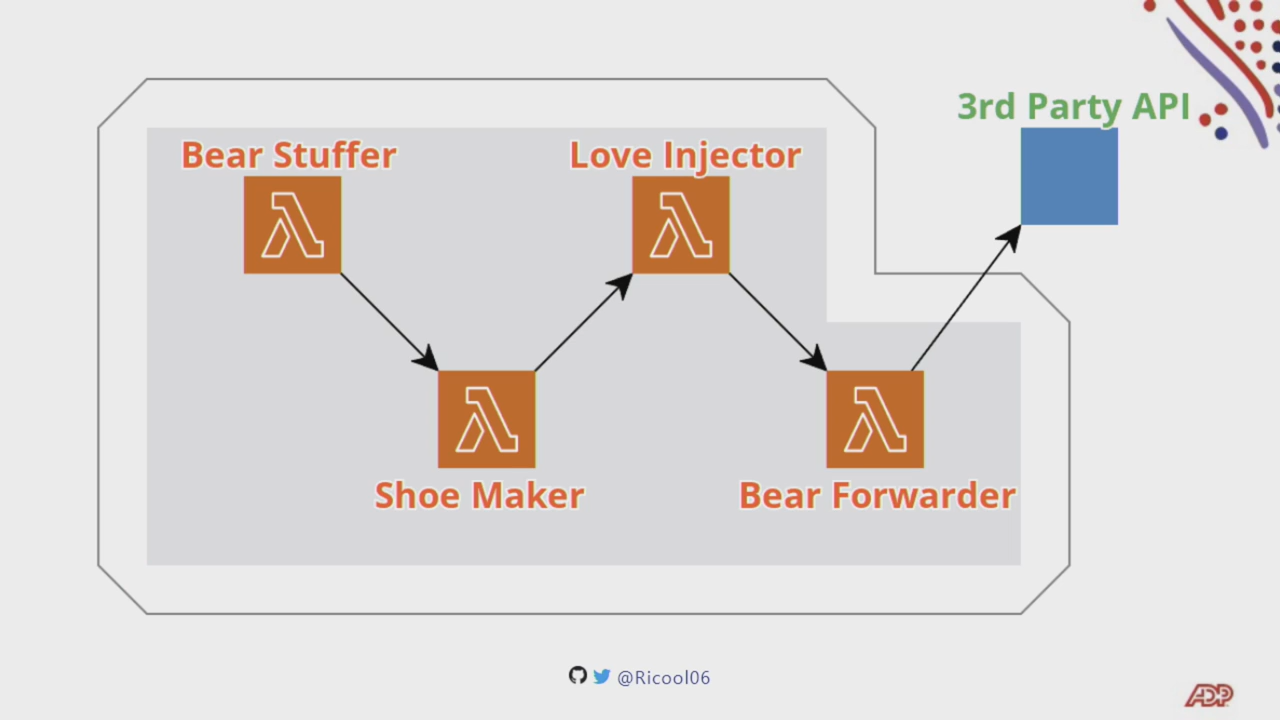 3rd Party API
Bear Stuffer
Love Injector
Shoe Maker
Bear Forwarder
@Ricool06
ADP